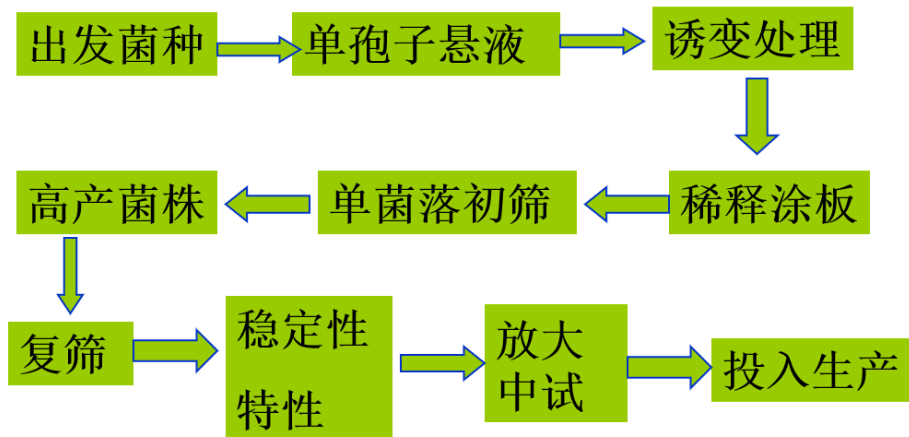 出发菌种
单孢子悬液
诱变处理
稀释涂板
单菌落初筛
高产菌株
复筛
稳定性
特性
放大
中试
投入生产